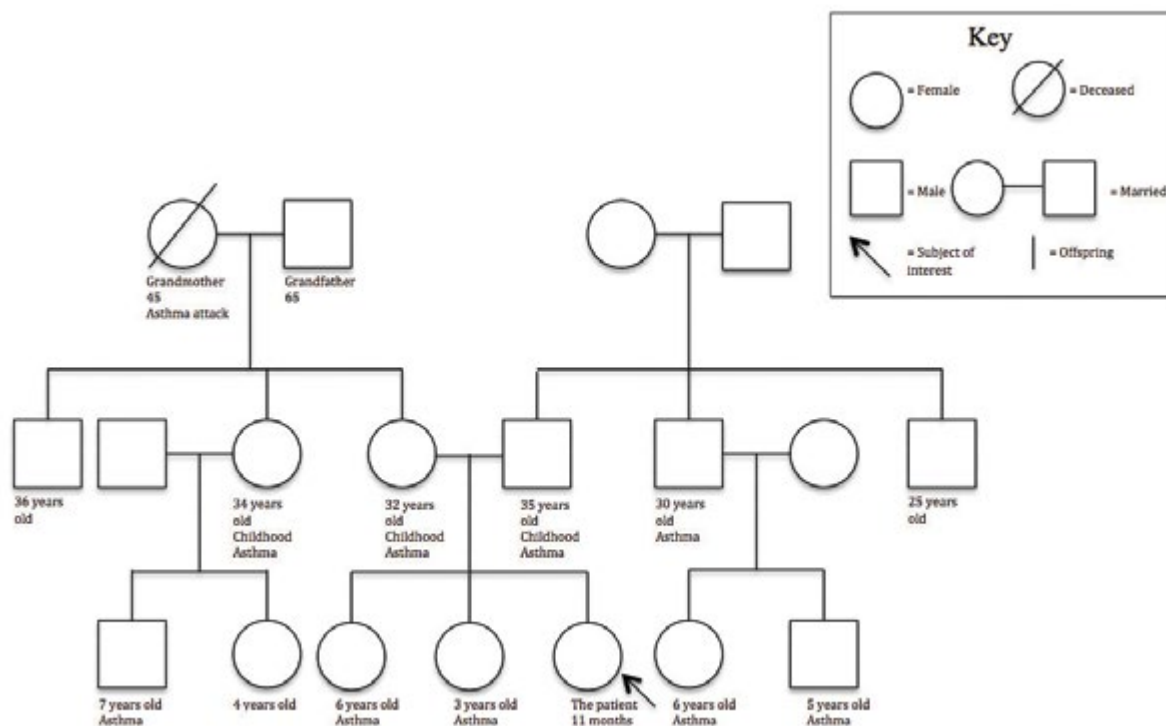 Key
= Female
= Deceased
= Male
= Married
= Subject of
interest
= Offspring
Grandmother
45
Asthma attack
Grandfather
65
36 years
old
34 years
old
Childhood
Asthma
32 years
old
Childhood
Asthma
35 years
old
Childhood
Asthma
30 years
old
Asthma
25 years
old
7 years old
Asthma
4 years old
6 years old
Asthma
3 years old
Asthma
The patient
11 months
6 years old
Asthma
5 years old
Asthma